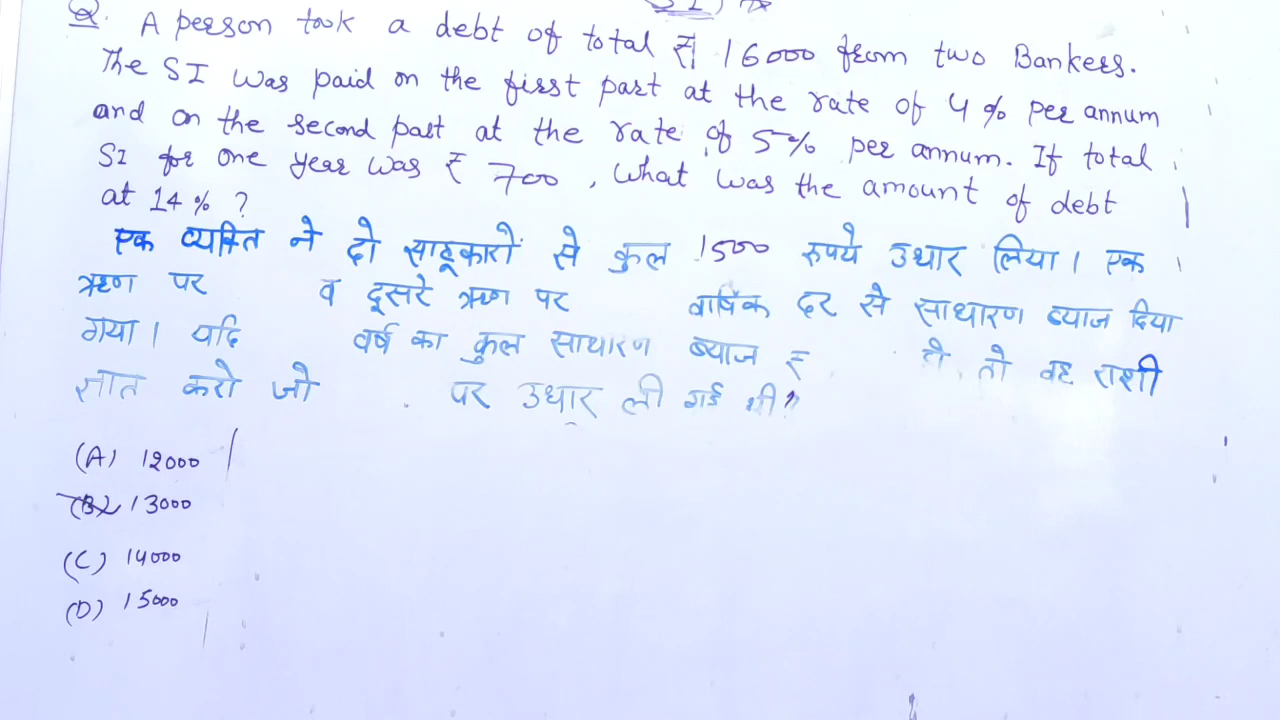 Q. A person took a debt of total ₹ 16000 from two Bankers.
The SI was paid on the first part at the rate of 4% per annum
and on the second part at the rate of 5% per annum. If total
SI for one year was ₹ 700, what was the amount of debt
at 14% ?
एक व्यक्ति ने दो साहूकारों से कुल 1500 रुपये उधार लिया। एक
ऋण पर व दूसरे ऋण पर वार्षिक दर से साधारण ब्याज दिया
गया। यदि वर्ष का कुल साधारण ब्याज ₹ तो वह राशी
ज्ञात करो जो पर उधार ली गई थी?
(A) 12000
(B) 13000
(C) 14000
(D) 15000